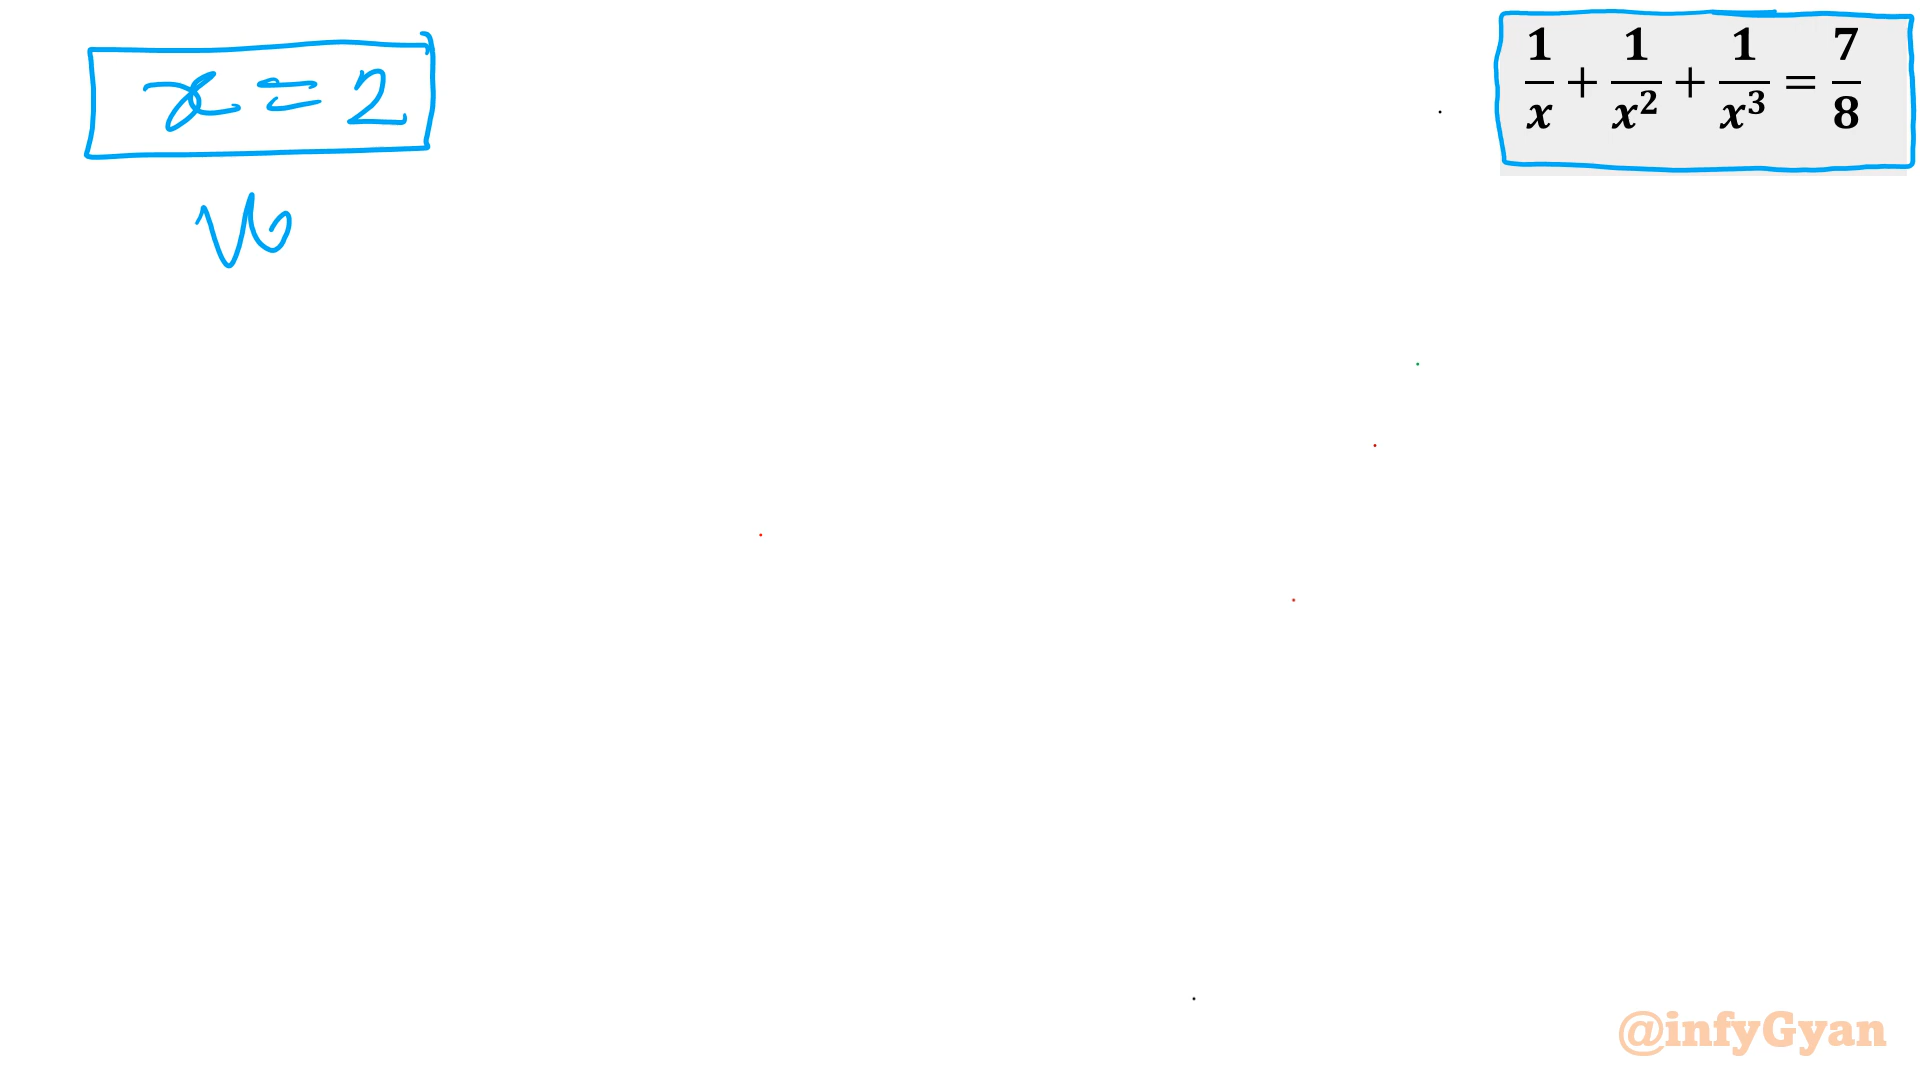 x = 2
1/x + 1/x² + 1/x³ = 7/8
@infyGyan